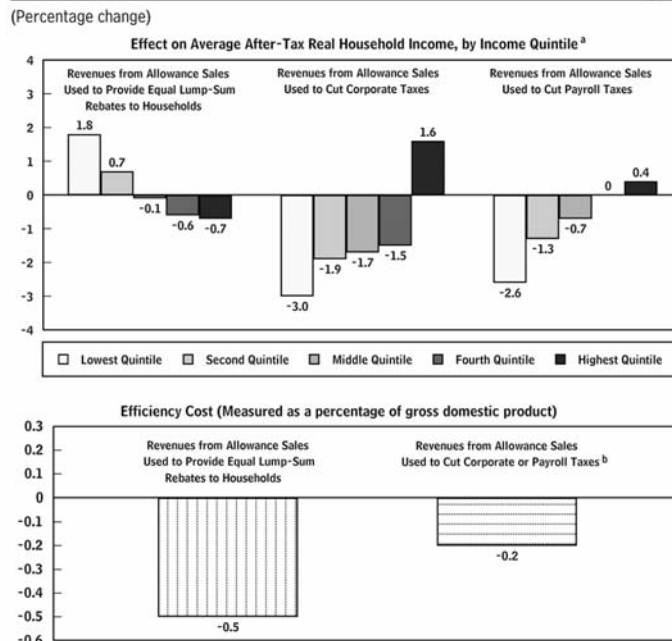 (Percentage change)
Effect on Average After-Tax Real Household Income, by Income Quintile a
Revenues from Allowance Sales
Used to Provide Equal Lump-Sum
Rebates to Households
Revenues from Allowance Sales
Used to Cut Corporate Taxes
Revenues from Allowance Sales
Used to Cut Payroll Taxes
4
3
2
1
0
-1
-2
-3
-4
1.8
0.7
-0.1
-0.6
-0.7
-3.0
-1.9
-1.7
-1.5
1.6
-2.6
-1.3
-0.7
0
0.4
Lowest Quintile Second Quintile Middle Quintile Fourth Quintile Highest Quintile
Efficiency Cost (Measured as a percentage of gross domestic product)
Revenues from Allowance Sales
Used to Provide Equal Lump-Sum
Rebates to Households
Revenues from Allowance Sales
Used to Cut Corporate or Payroll Taxes b
0.3
0.2
0.1
0
-0.1
-0.2
-0.3
-0.4
-0.5
-0.6
-0.5
-0.2